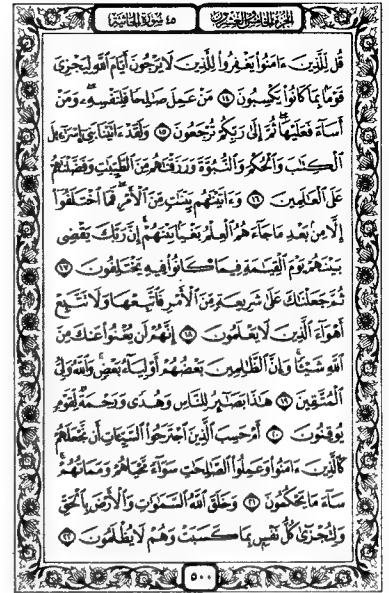 الجزء الخامس والعشرون
٤٥ سورة الجاثية
قُل لِّلَّذِينَ ءَامَنُوا۟ يَغْفِرُوا۟ لِلَّذِينَ لَا يَرْجُونَ أَيَّامَ ٱللَّهِ لِيَجْزِىَ
قَوْمًۢا بِمَا كَانُوا۟ يَكْسِبُونَ ١٤ مَنْ عَمِلَ صَٰلِحًا فَلِنَفْسِهِۦ وَمَنْ
أَسَآءَ فَعَلَيْهَا ثُمَّ إِلَىٰ رَبِّكُمْ تُرْجَعُونَ ١٥ وَلَقَدْ ءَاتَيْنَا بَنِىٓ إِسْرَٰٓءِيلَ
ٱلْكِتَٰبَ وَٱلْحُكْمَ وَٱلنُّبُوَّةَ وَرَزَقْنَٰهُم مِّنَ ٱلطَّيِّبَٰتِ وَفَضَّلْنَٰهُمْ
عَلَى ٱلْعَٰلَمِينَ ١٦ وَءَاتَيْنَٰهُم بَيِّنَٰتٍ مِّنَ ٱلْأَمْرِ فَمَا ٱخْتَلَفُوٓا۟
إِلَّا مِنۢ بَعْدِ مَا جَآءَهُمُ ٱلْعِلْمُ بَغْيًۢا بَيْنَهُمْ إِنَّ رَبَّكَ يَقْضِى
بَيْنَهُمْ يَوْمَ ٱلْقِيَٰمَةِ فِيمَا كَانُوا۟ فِيهِ يَخْتَلِفُونَ ١٧
ثُمَّ جَعَلْنَٰكَ عَلَىٰ شَرِيعَةٍ مِّنَ ٱلْأَمْرِ فَٱتَّبِعْهَا وَلَا تَتَّبِعْ
أَهْوَآءَ ٱلَّذِينَ لَا يَعْلَمُونَ ١٨ إِنَّهُمْ لَن يُغْنُوا۟ عَنكَ مِنَ
ٱللَّهِ شَيْـًٔا وَإِنَّ ٱلظَّٰلِمِينَ بَعْضُهُمْ أَوْلِيَآءُ بَعْضٍ وَٱللَّهُ وَلِىُّ
ٱلْمُتَّقِينَ ١٩ هَٰذَا بَصَٰٓئِرُ لِلنَّاسِ وَهُدًى وَرَحْمَةٌ لِّقَوْمٍ
يُوقِنُونَ ٢٠ أَمْ حَسِبَ ٱلَّذِينَ ٱجْتَرَحُوا۟ ٱلسَّيِّـَٔاتِ أَن نَّجْعَلَهُمْ
كَٱلَّذِينَ ءَامَنُوا۟ وَعَمِلُوا۟ ٱلصَّٰلِحَٰتِ سَوَآءً مَّحْيَاهُمْ وَمَمَاتُهُمْ
سَآءَ مَا يَحْكُمُونَ ٢١ وَخَلَقَ ٱللَّهُ ٱلسَّمَٰوَٰتِ وَٱلْأَرْضَ بِٱلْحَقِّ
وَلِتُجْزَىٰ كُلُّ نَفْسٍۭ بِمَا كَسَبَتْ وَهُمْ لَا يُظْلَمُونَ ٢٢
٥٠٠